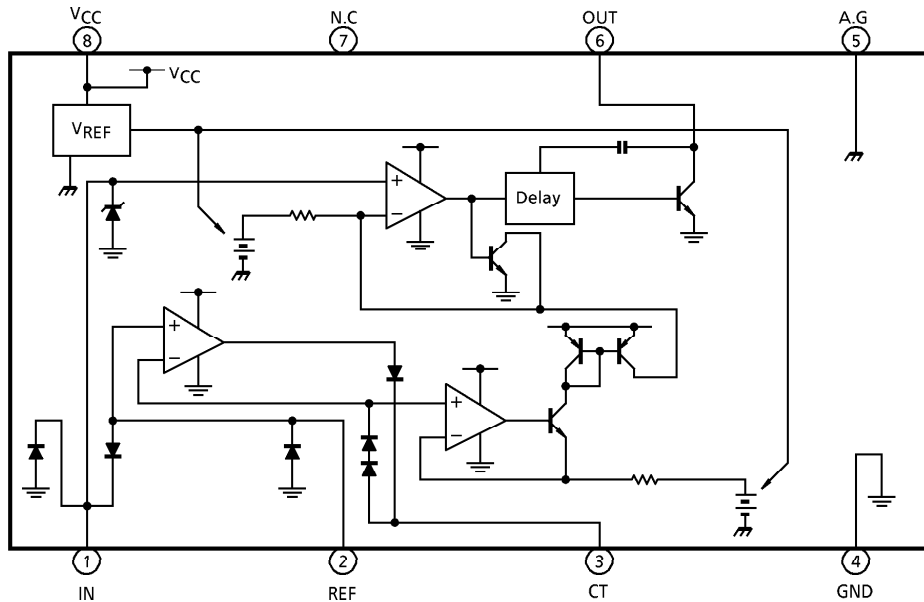 VCC N.C OUT A.G
8 7 6 5
VCC
VREF
+
−
Delay
+
−
+
−
1 2 3 4
IN REF CT GND